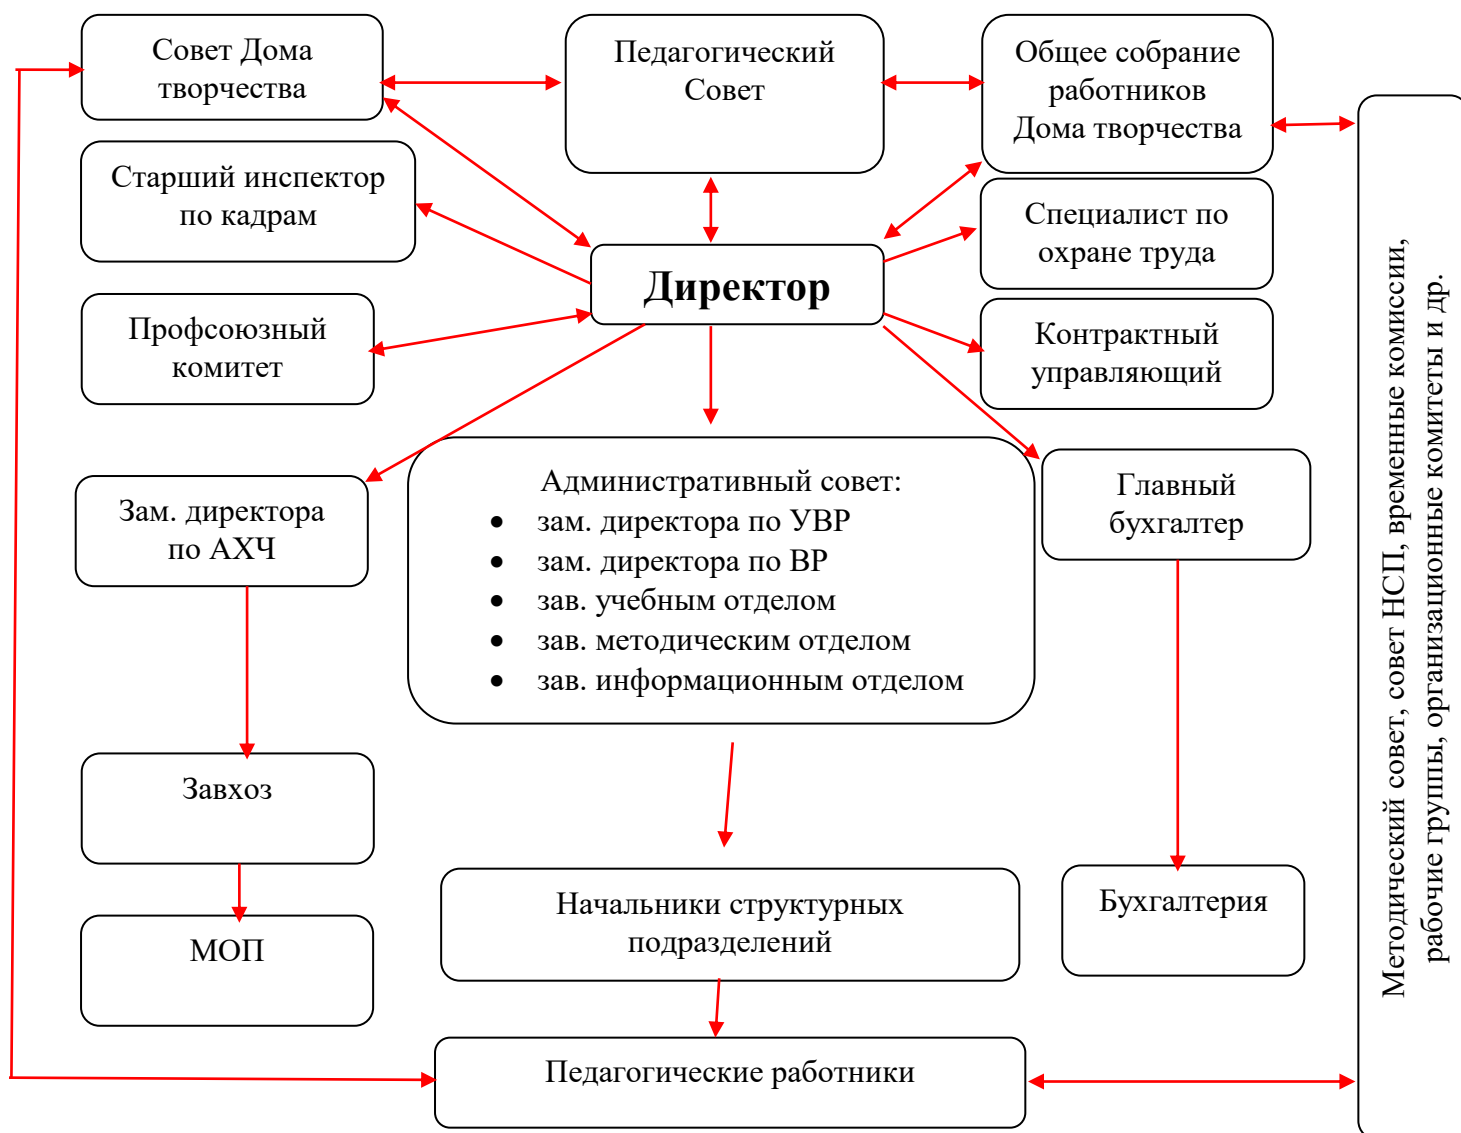 Совет Дома
творчества
Педагогический
Совет
Общее собрание
работников
Дома творчества
Старший инспектор
по кадрам
Специалист по
охране труда
Директор
Профсоюзный
комитет
Контрактный
управляющий
Зам. директора
по АХЧ
Административный совет:
• зам. директора по УВР
• зам. директора по ВР
• зав. учебным отделом
• зав. методическим отделом
• зав. информационным отделом
Главный
бухгалтер
Завхоз
МОП
Начальники структурных
подразделений
Бухгалтерия
Педагогические работники
Методический совет, совет НСП, временные комиссии,
рабочие группы, организационные комитеты и др.